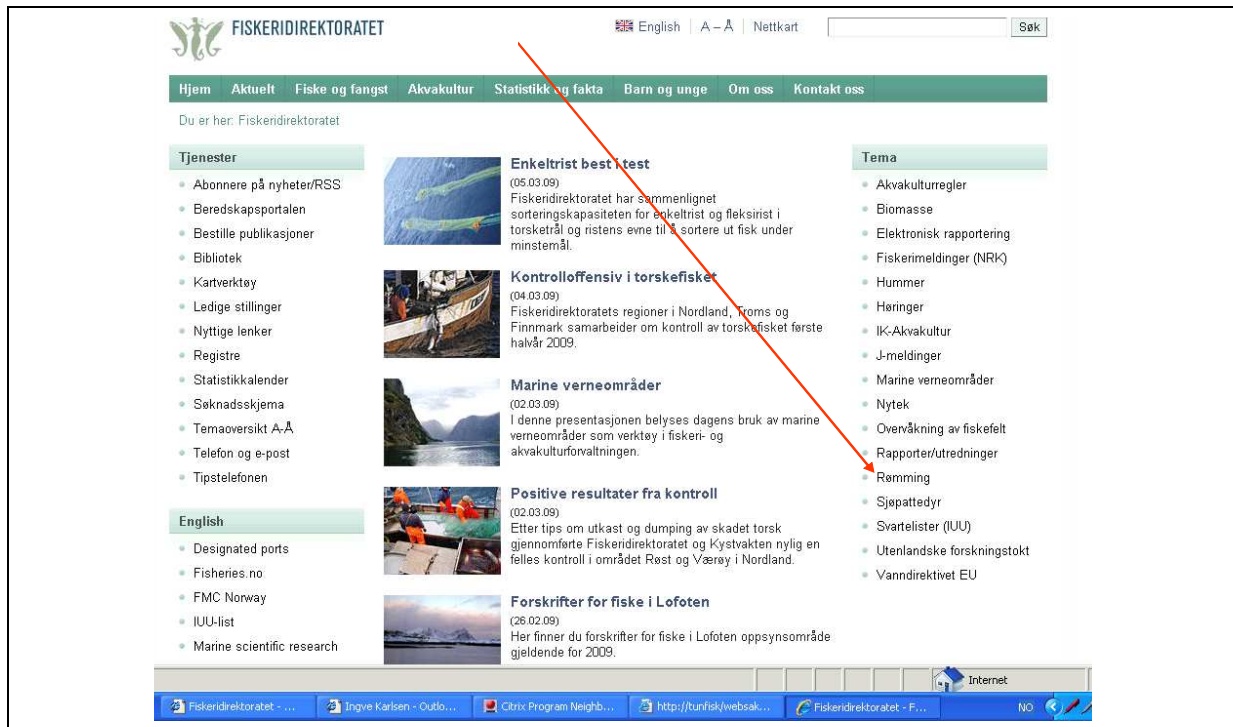 FISKERIDIREKTORATET
English A – Å Nettkart Søk
Hjem Aktuelt Fiske og fangst Akvakultur Statistikk og fakta Barn og unge Om oss Kontakt oss
Du er her: Fiskeridirektoratet
Tjenester
Abonnere på nyheter/RSS
Beredskapsportalen
Bestille publikasjoner
Bibliotek
Kartverktøy
Ledige stillinger
Nyttige lenker
Registre
Statistikkalender
Søknadsskjema
Temaoversikt A-Å
Telefon og e-post
Tipstelefonen
English
Designated ports
Fisheries.no
FMC Norway
IUU-list
Marine scientific research
Enkeltrist best i test
(05.03.09)
Fiskeridirektoratet har sammenlignet
sorteringskapasiteten for enkeltrist og fleksirist i
torsketrål og ristens evne til å sortere ut fisk under
minstemål.
Kontrolloffensiv i torskefisket
(04.03.09)
Fiskeridirektoratets regioner i Nordland, Troms og
Finnmark samarbeider om kontroll av torskefisket første
halvår 2009.
Marine verneområder
(02.03.09)
I denne presentasjonen belyses dagens bruk av marine
verneområder som verktøy i fiskeri- og
akvakulturforvaltningen.
Positive resultater fra kontroll
(02.03.09)
Etter tips om utkast og dumping av skadet torsk
gjennomførte Fiskeridirektoratet og Kystvakten nylig en
felles kontroll i området Røst og Værøy i Nordland.
Forskrifter for fiske i Lofoten
(26.02.09)
Her finner du forskrifter for fiske i Lofoten oppsynsområde
gjeldende for 2009.
Tema
Akvakulturregler
Biomasse
Elektronisk rapportering
Fiskerimeldinger (NRK)
Hummer
Høringer
IK-Akvakultur
J-meldinger
Marine verneområder
Nytek
Overvåkning av fiskefelt
Rapporter/utredninger
Rømming
Sjøpattedyr
Svartelister (IUU)
Utenlandske forskningstokt
Vanndirektivet EU
Internet
Fiskeridirektoratet - ... Ingve Karlsen - Outlo... Citrix Program Neighb... http://tunfisk/websak... Fiskeridirektoratet - F... NO